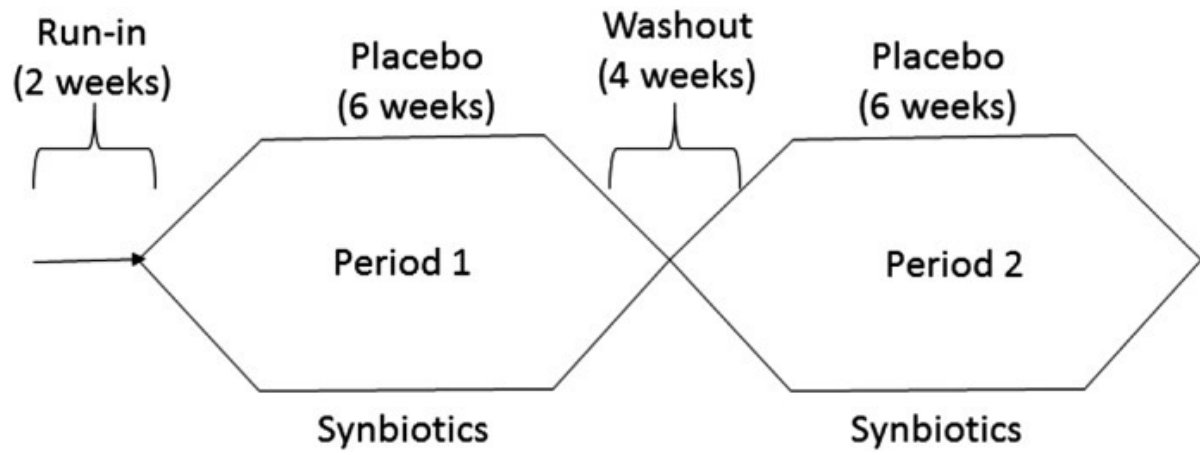 Run-in
(2 weeks)
Placebo
(6 weeks)
Washout
(4 weeks)
Placebo
(6 weeks)
Period 1
Period 2
Synbiotics
Synbiotics